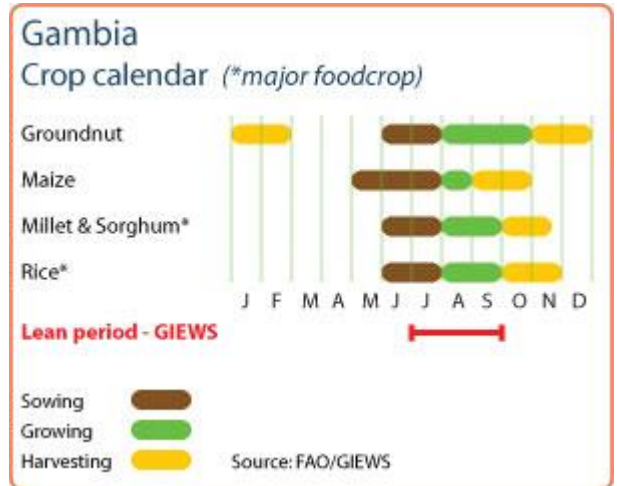 Gambia
Crop calendar (*major foodcrop)
Groundnut
Maize
Millet & Sorghum*
Rice*
J F M A M J J A S O N D
Lean period - GIEWS
Sowing
Growing
Harvesting Source: FAO/GIEWS